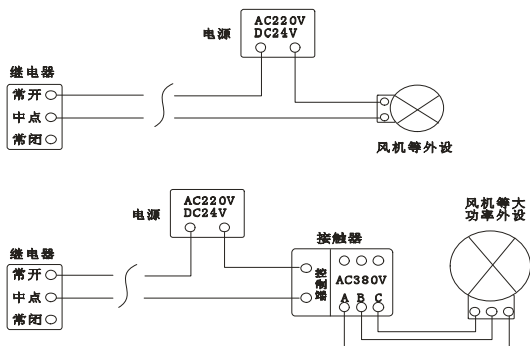 AC220V
DC24V
电源
继电器
常开
中点
常闭
风机等外设
AC220V
DC24V
电源
继电器
常开
中点
常闭
接触器
控制端
AC380V
A B C
风机等大
功率外设